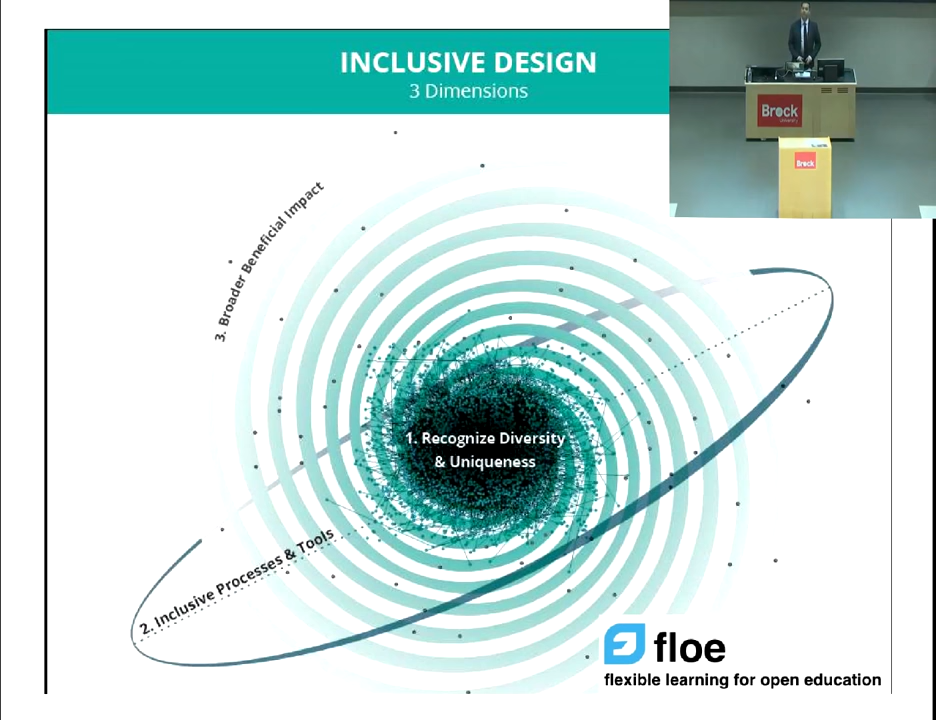 INCLUSIVE DESIGN
3 Dimensions
Brock
University
Brock
3. Broader Beneficial Impact
1. Recognize Diversity
& Uniqueness
2. Inclusive Processes & Tools
floe
flexible learning for open education